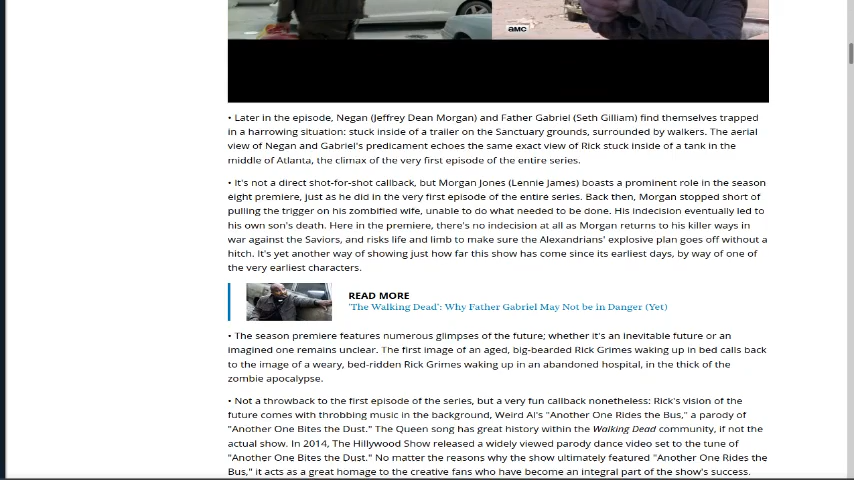 aMC
• Later in the episode, Negan (Jeffrey Dean Morgan) and Father Gabriel (Seth Gilliam) find themselves trapped
in a harrowing situation: stuck inside of a trailer on the Sanctuary grounds, surrounded by walkers. The aerial
view of Negan and Gabriel's predicament echoes the same exact view of Rick stuck inside of a tank in the
middle of Atlanta, the climax of the very first episode of the entire series.
• It's not a direct shot-for-shot callback, but Morgan Jones (Lennie James) boasts a prominent role in the season
eight premiere, just as he did in the very first episode of the entire series. Back then, Morgan stopped short of
pulling the trigger on his zombified wife, unable to do what needed to be done. His indecision eventually led to
his own son's death. Here in the premiere, there's no indecision at all as Morgan returns to his killer ways in
war against the Saviors, and risks life and limb to make sure the Alexandrians' explosive plan goes off without a
hitch. It's yet another way of showing just how far this show has come since its earliest days, by way of one of
the very earliest characters.
READ MORE
'The Walking Dead': Why Father Gabriel May Not be in Danger (Yet)
• The season premiere features numerous glimpses of the future; whether it's an inevitable future or an
imagined one remains unclear. The first image of an aged, big-bearded Rick Grimes waking up in bed calls back
to the image of a weary, bed-ridden Rick Grimes waking up in an abandoned hospital, in the thick of the
zombie apocalypse.
• Not a throwback to the first episode of the series, but a very fun callback nonetheless: Rick's vision of the
future comes with throbbing music in the background, Weird Al's "Another One Rides the Bus," a parody of
"Another One Bites the Dust." The Queen song has great history within the Walking Dead community, if not the
actual show. In 2014, The Hillywood Show released a widely viewed parody dance video set to the tune of
"Another One Bites the Dust." No matter the reasons why the show ultimately featured "Another One Rides the
Bus," it acts as a great homage to the creative fans who have become an integral part of the show's success.